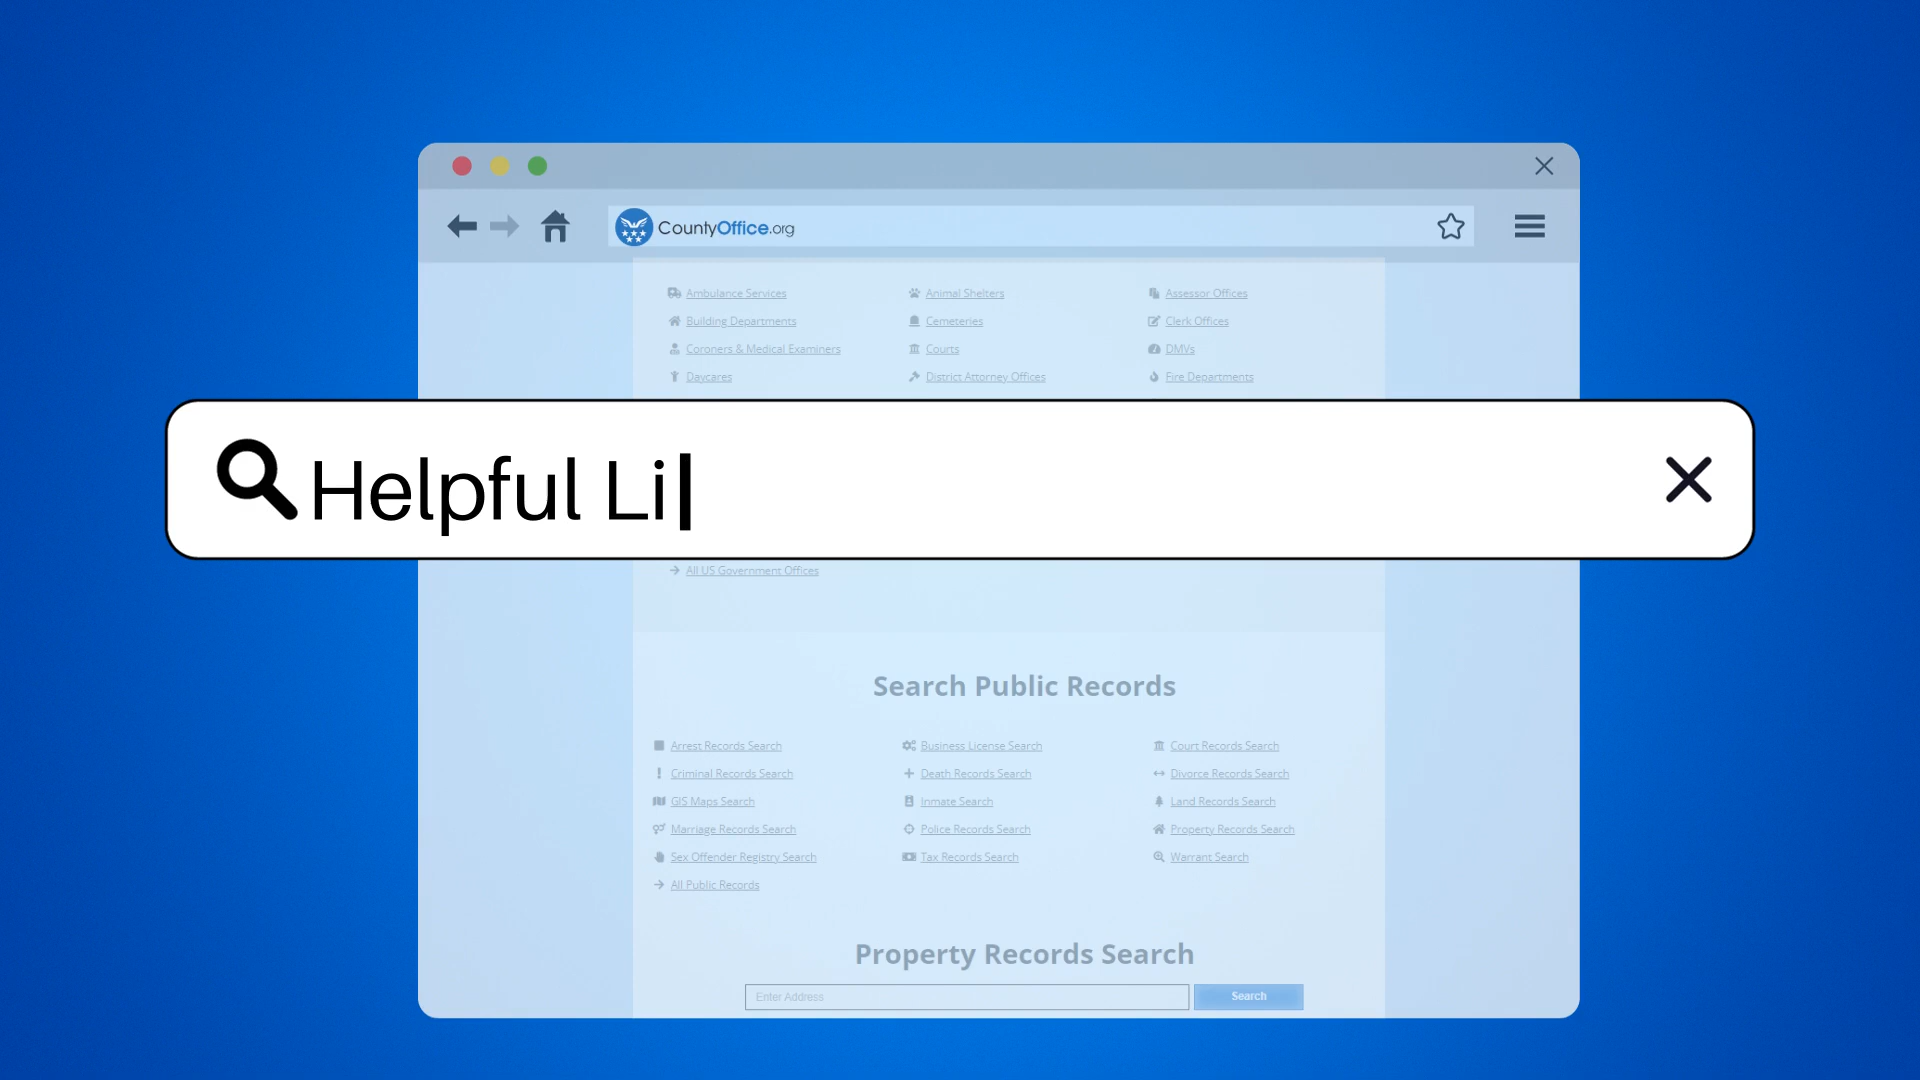 CountyOffice.org
Ambulance Services Animal Shelters Assessor Offices
Building Departments Cemeteries Clerk Offices
Coroners & Medical Examiners Courts DMVs
Daycares District Attorney Offices Fire Departments
Helpful Li
All US Government Offices
Search Public Records
Arrest Records Search Business License Search Court Records Search
Criminal Records Search Death Records Search Divorce Records Search
GIS Maps Search Inmate Search Land Records Search
Marriage Records Search Police Records Search Property Records Search
Sex Offender Registry Search Tax Records Search Warrant Search
All Public Records
Property Records Search
Enter Address Search